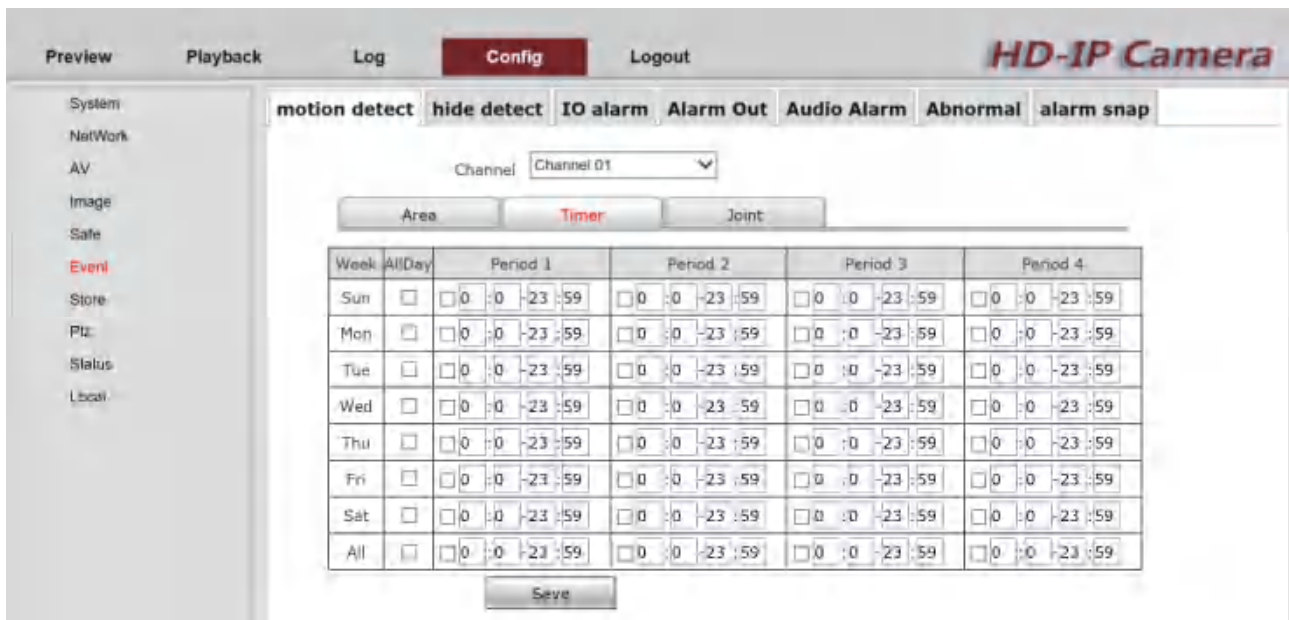 Preview Playback Log Config Logout HD-IP Camera
System
NetWork
AV
Image
Safe
Event
Store
Ptz
Status
Local
motion detect hide detect IO alarm Alarm Out Audio Alarm Abnormal alarm snap
Channel Channel 01
Area Timer Joint
Week AllDay Period 1 Period 2 Period 3 Period 4
Sun 0 :0 -23 :59 0 :0 -23 :59 0 :0 -23 :59 0 :0 -23 :59
Mon 0 :0 -23 :59 0 :0 -23 :59 0 :0 -23 :59 0 :0 -23 :59
Tue 0 :0 -23 :59 0 :0 -23 :59 0 :0 -23 :59 0 :0 -23 :59
Wed 0 :0 -23 :59 0 :0 -23 :59 0 :0 -23 :59 0 :0 -23 :59
Thu 0 :0 -23 :59 0 :0 -23 :59 0 :0 -23 :59 0 :0 -23 :59
Fri 0 :0 -23 :59 0 :0 -23 :59 0 :0 -23 :59 0 :0 -23 :59
Sat 0 :0 -23 :59 0 :0 -23 :59 0 :0 -23 :59 0 :0 -23 :59
All 0 :0 -23 :59 0 :0 -23 :59 0 :0 -23 :59 0 :0 -23 :59
Seve